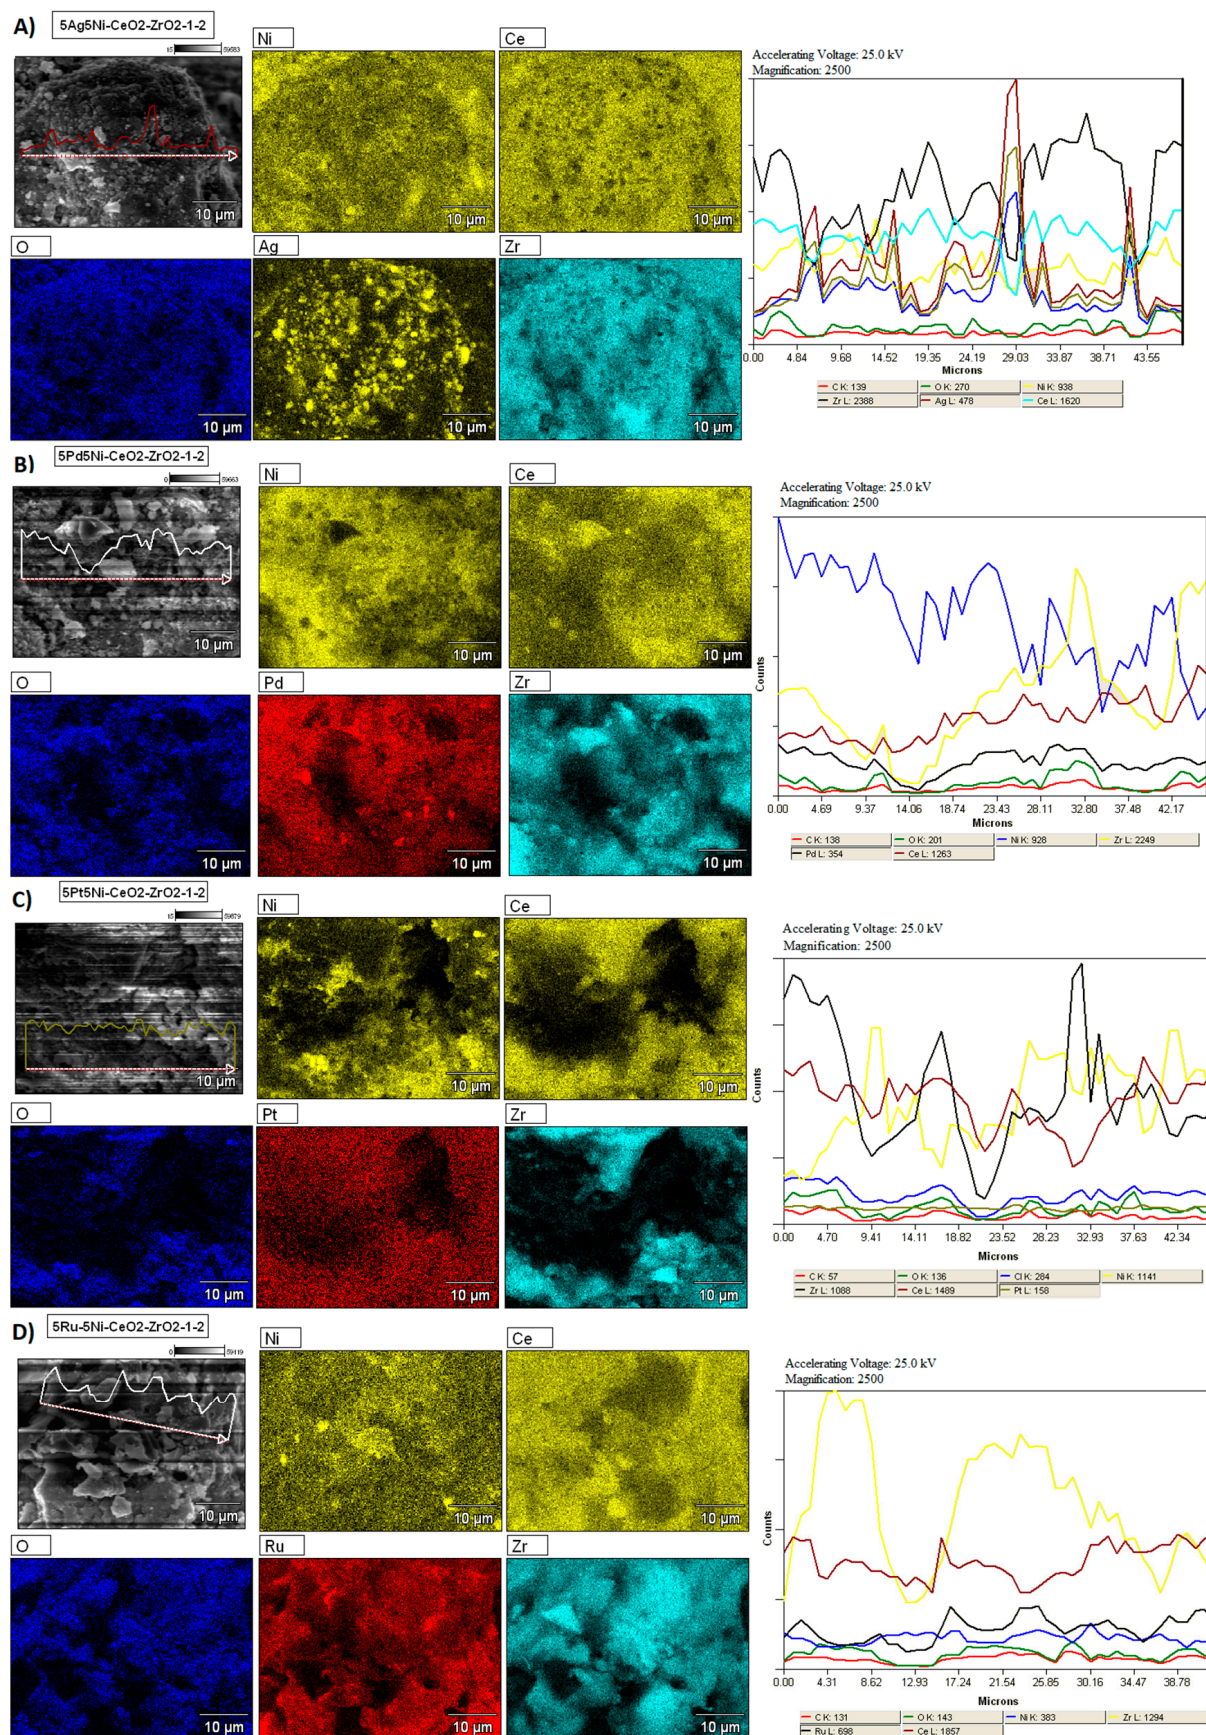 A)
5Ag5Ni-CeO2-ZrO2-1-2
15 59583
10 µm
Ni
10 µm
Ce
10 µm
O
10 µm
Ag
10 µm
Zr
10 µm
Accelerating Voltage: 25.0 kV
Magnification: 2500
0.00 4.84 9.68 14.52 19.35 24.19 29.03 33.87 38.71 43.55
Microns
C K: 139 O K: 270 Ni K: 938
Zr L: 2388 Ag L: 478 Ce L: 1620
B)
5Pd5Ni-CeO2-ZrO2-1-2
0 59663
10 µm
Ni
10 µm
Ce
10 µm
O
10 µm
Pd
10 µm
Zr
10 µm
Accelerating Voltage: 25.0 kV
Magnification: 2500
Counts
0.00 4.69 9.37 14.06 18.74 23.43 28.11 32.80 37.48 42.17
Microns
C K: 138 O K: 201 Ni K: 928 Zr L: 2249
Pd L: 354 Ce L: 1263
C)
5Pt5Ni-CeO2-ZrO2-1-2
15 59879
10 µm
Ni
10 µm
Ce
10 µm
O
10 µm
Pt
10 µm
Zr
10 µm
Accelerating Voltage: 25.0 kV
Magnification: 2500
Counts
0.00 4.70 9.41 14.11 18.82 23.52 28.23 32.93 37.63 42.34
Microns
C K: 57 O K: 136 Cl K: 284 Ni K: 1141
Zr L: 1088 Ce L: 1489 Pt L: 158
D)
5Ru-5Ni-CeO2-ZrO2-1-2
0 59119
10 µm
Ni
10 µm
Ce
10 µm
O
10 µm
Ru
10 µm
Zr
10 µm
Accelerating Voltage: 25.0 kV
Magnification: 2500
Counts
0.00 4.31 8.62 12.93 17.24 21.54 25.85 30.16 34.47 38.78
Microns
C K: 131 O K: 143 Ni K: 383 Zr L: 1294
Ru L: 698 Ce L: 1857